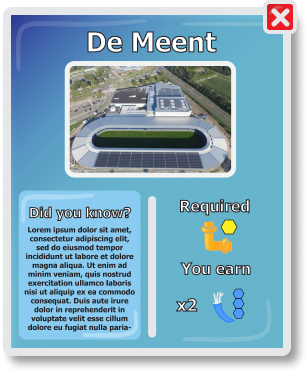 De Meent
Did you know?
Lorem ipsum dolor sit amet,
consectetur adipiscing elit,
sed do eiusmod tempor
incididunt ut labore et dolore
magna aliqua. Ut enim ad
minim veniam, quis nostrud
exercitation ullamco laboris
nisi ut aliquip ex ea commodo
consequat. Duis aute irure
dolor in reprehenderit in
voluptate velit esse cillum
dolore eu fugiat nulla paria-
Required
You earn
x2